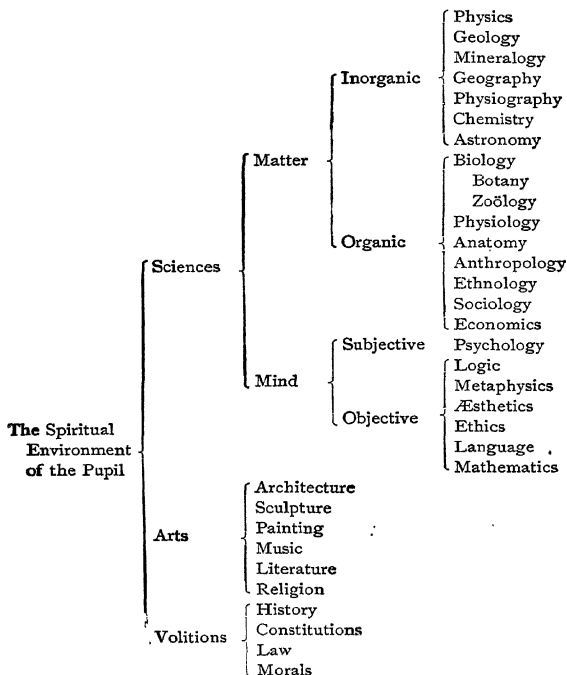 Physics
Geology
Mineralogy
Inorganic
Geography
Physiography
Chemistry
Astronomy
Matter
Biology
Botany
Zoölogy
Physiology
Organic
Anatomy
Anthropology
Ethnology
Sociology
Economics
Sciences
Subjective
Psychology
Mind
Logic
Metaphysics
Æsthetics
Objective
Ethics
Language
Mathematics
The Spiritual
Environment
of the Pupil
Architecture
Sculpture
Arts
Painting
Music
Literature
Religion
History
Volitions
Constitutions
Law
Morals